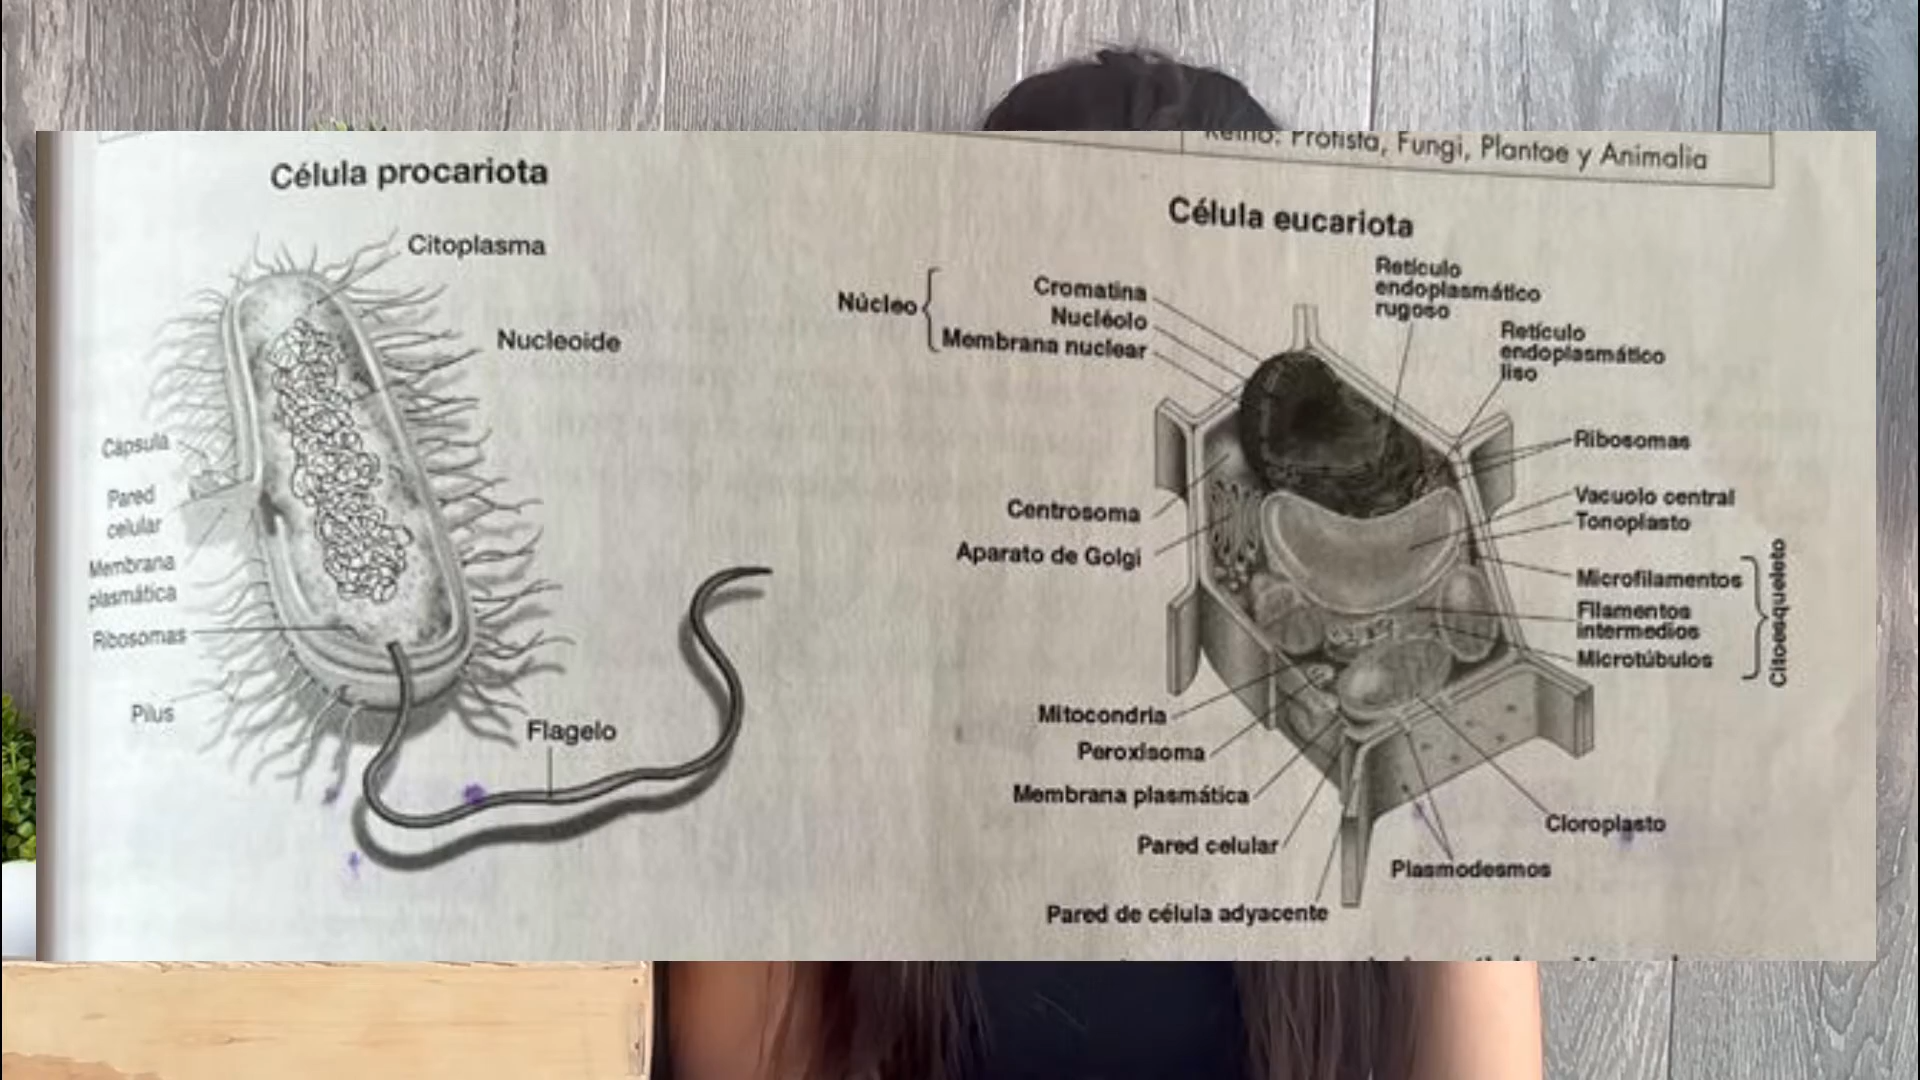 Reino: Protista, Fungi, Plantae y Animalia
Célula procariota
Citoplasma
Nucleoide
Cápsula
Pared
celular
Membrana
plasmática
Ribosomas
Pilus
Flagelo
Célula eucariota
Núcleo
Cromatina
Nucléolo
Membrana nuclear
Retículo
endoplasmático
rugoso
Retículo
endoplasmático
liso
Ribosomas
Centrosoma
Vacuolo central
Tonoplasto
Aparato de Golgi
Microfilamentos
Filamentos
intermedios
Microtúbulos
Citoesqueleto
Mitocondria
Peroxisoma
Membrana plasmática
Pared celular
Pared de célula adyacente
Cloroplasto
Plasmodesmos